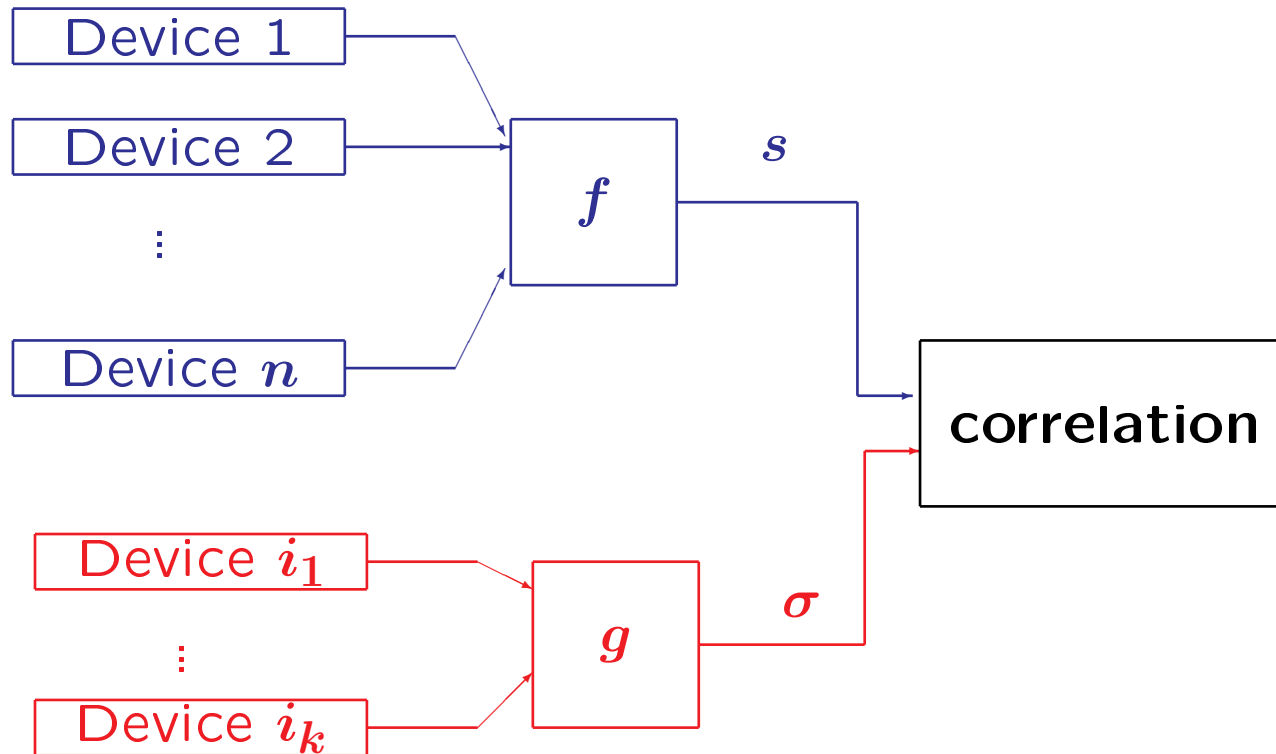 Device 1
Device 2
f
s
⋮
Device n
correlation
Device i₁
σ
g
⋮
Device iₖ